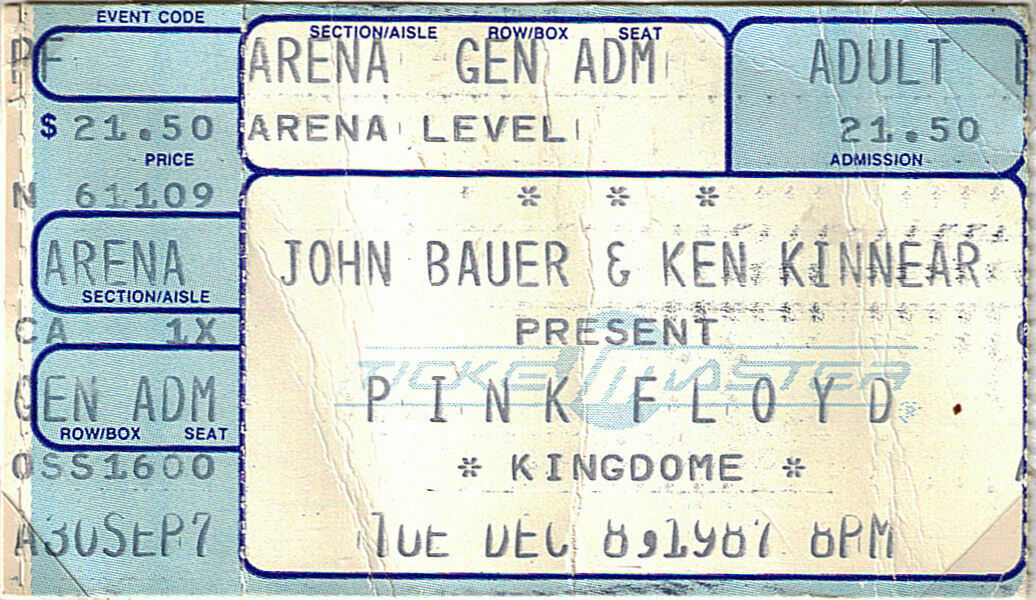 EVENT CODE
PF
$ 21.50
PRICE
N 61109
ARENA
SECTION/AISLE
CA 1X
GEN ADM
ROW/BOX SEAT
OSS1600
A30SEP7
SECTION/AISLE ROW/BOX SEAT
ARENA GEN ADM
ARENA LEVEL
ADULT
21.50
ADMISSION
* * *
JOHN BAUER & KEN KINNEAR
PRESENT
TICKETMASTER
PINK FLOYD
* KINGDOME *
TUE DEC 8,1987 8PM